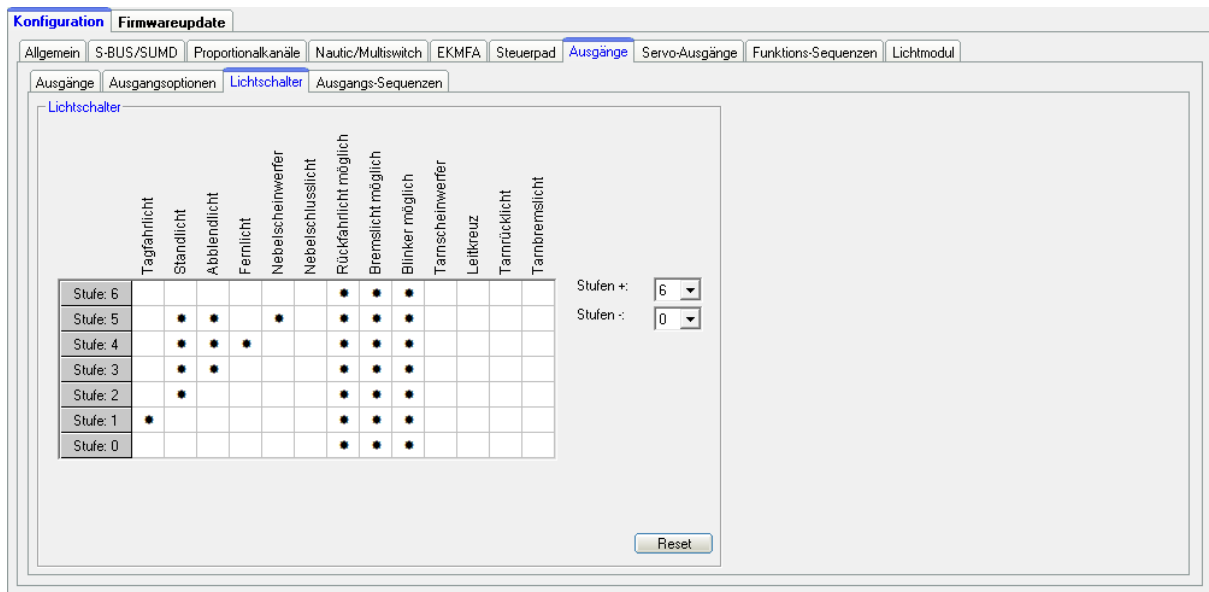 Konfiguration Firmwareupdate
Allgemein S-BUS/SUMD Proportionalkanäle Nautic/Multiswitch EKMFA Steuerpad Ausgänge Servo-Ausgänge Funktions-Sequenzen Lichtmodul
Ausgänge Ausgangsoptionen Lichtschalter Ausgangs-Sequenzen
Lichtschalter
Tagfahrlicht
Standlicht
Abblendlicht
Fernlicht
Nebelscheinwerfer
Nebelschlusslicht
Rückfahrlicht möglich
Bremslicht möglich
Blinker möglich
Tarnscheinwerfer
Leitkreuz
Tarnrücklicht
Tarnbremslicht
Stufe: 6
Stufe: 5
Stufe: 4
Stufe: 3
Stufe: 2
Stufe: 1
Stufe: 0
Stufen +: 6
Stufen -: 0
Reset